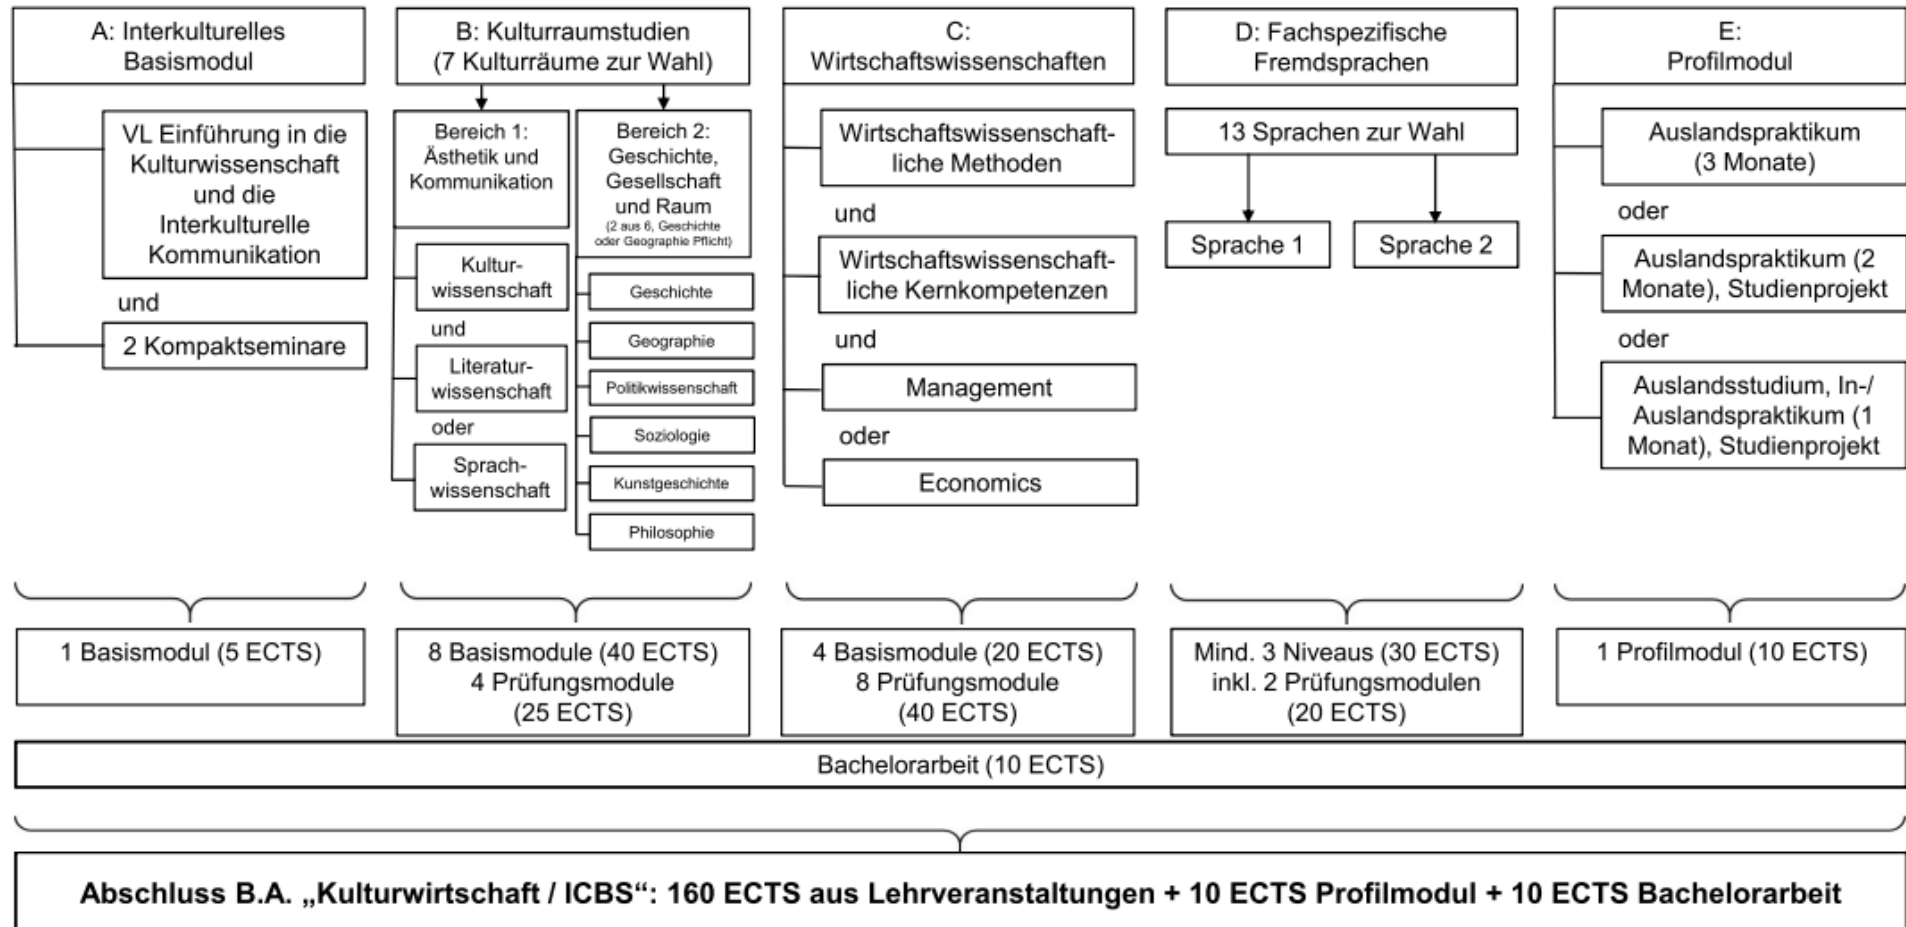 A: Interkulturelles
Basismodul
VL Einführung in die
Kulturwissenschaft
und die
Interkulturelle
Kommunikation
und
2 Kompaktseminare
B: Kulturraumstudien
(7 Kulturräume zur Wahl)
Bereich 1:
Ästhetik und
Kommunikation
Kultur-
wissenschaft
und
Literatur-
wissenschaft
oder
Sprach-
wissenschaft
Bereich 2:
Geschichte,
Gesellschaft
und Raum
(2 aus 6, Geschichte
oder Geographie Pflicht)
Geschichte
Geographie
Politikwissenschaft
Soziologie
Kunstgeschichte
Philosophie
C:
Wirtschaftswissenschaften
Wirtschaftswissenschaft-
liche Methoden
und
Wirtschaftswissenschaft-
liche Kernkompetenzen
und
Management
oder
Economics
D: Fachspezifische
Fremdsprachen
13 Sprachen zur Wahl
Sprache 1
Sprache 2
E:
Profilmodul
Auslandspraktikum
(3 Monate)
oder
Auslandspraktikum (2
Monate), Studienprojekt
oder
Auslandsstudium, In-/
Auslandspraktikum (1
Monat), Studienprojekt
1 Basismodul (5 ECTS)
8 Basismodule (40 ECTS)
4 Prüfungsmodule
(25 ECTS)
4 Basismodule (20 ECTS)
8 Prüfungsmodule
(40 ECTS)
Mind. 3 Niveaus (30 ECTS)
inkl. 2 Prüfungsmodulen
(20 ECTS)
1 Profilmodul (10 ECTS)
Bachelorarbeit (10 ECTS)
Abschluss B.A. „Kulturwirtschaft / ICBS“: 160 ECTS aus Lehrveranstaltungen + 10 ECTS Profilmodul + 10 ECTS Bachelorarbeit